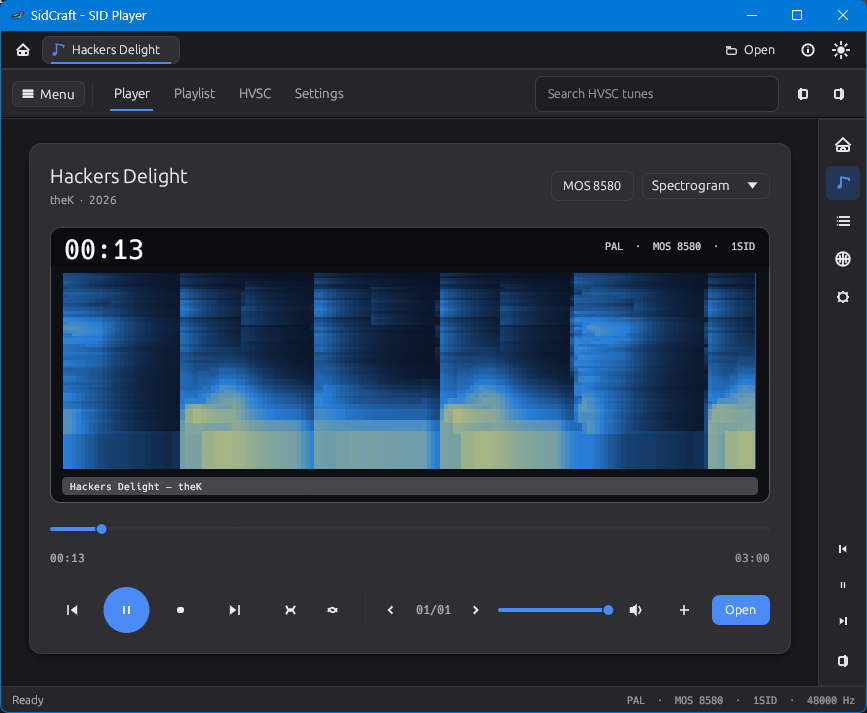 SidCraft - SID Player
Hackers Delight
Open
Menu
Player
Playlist
HVSC
Settings
Search HVSC tunes
Hackers Delight
theK · 2026
MOS 8580
Spectrogram
00:13
PAL · MOS 8580 · 1SID
Hackers Delight — theK
00:13
03:00
01/01
Open
Ready
PAL · MOS 8580 · 1SID · 48000 Hz